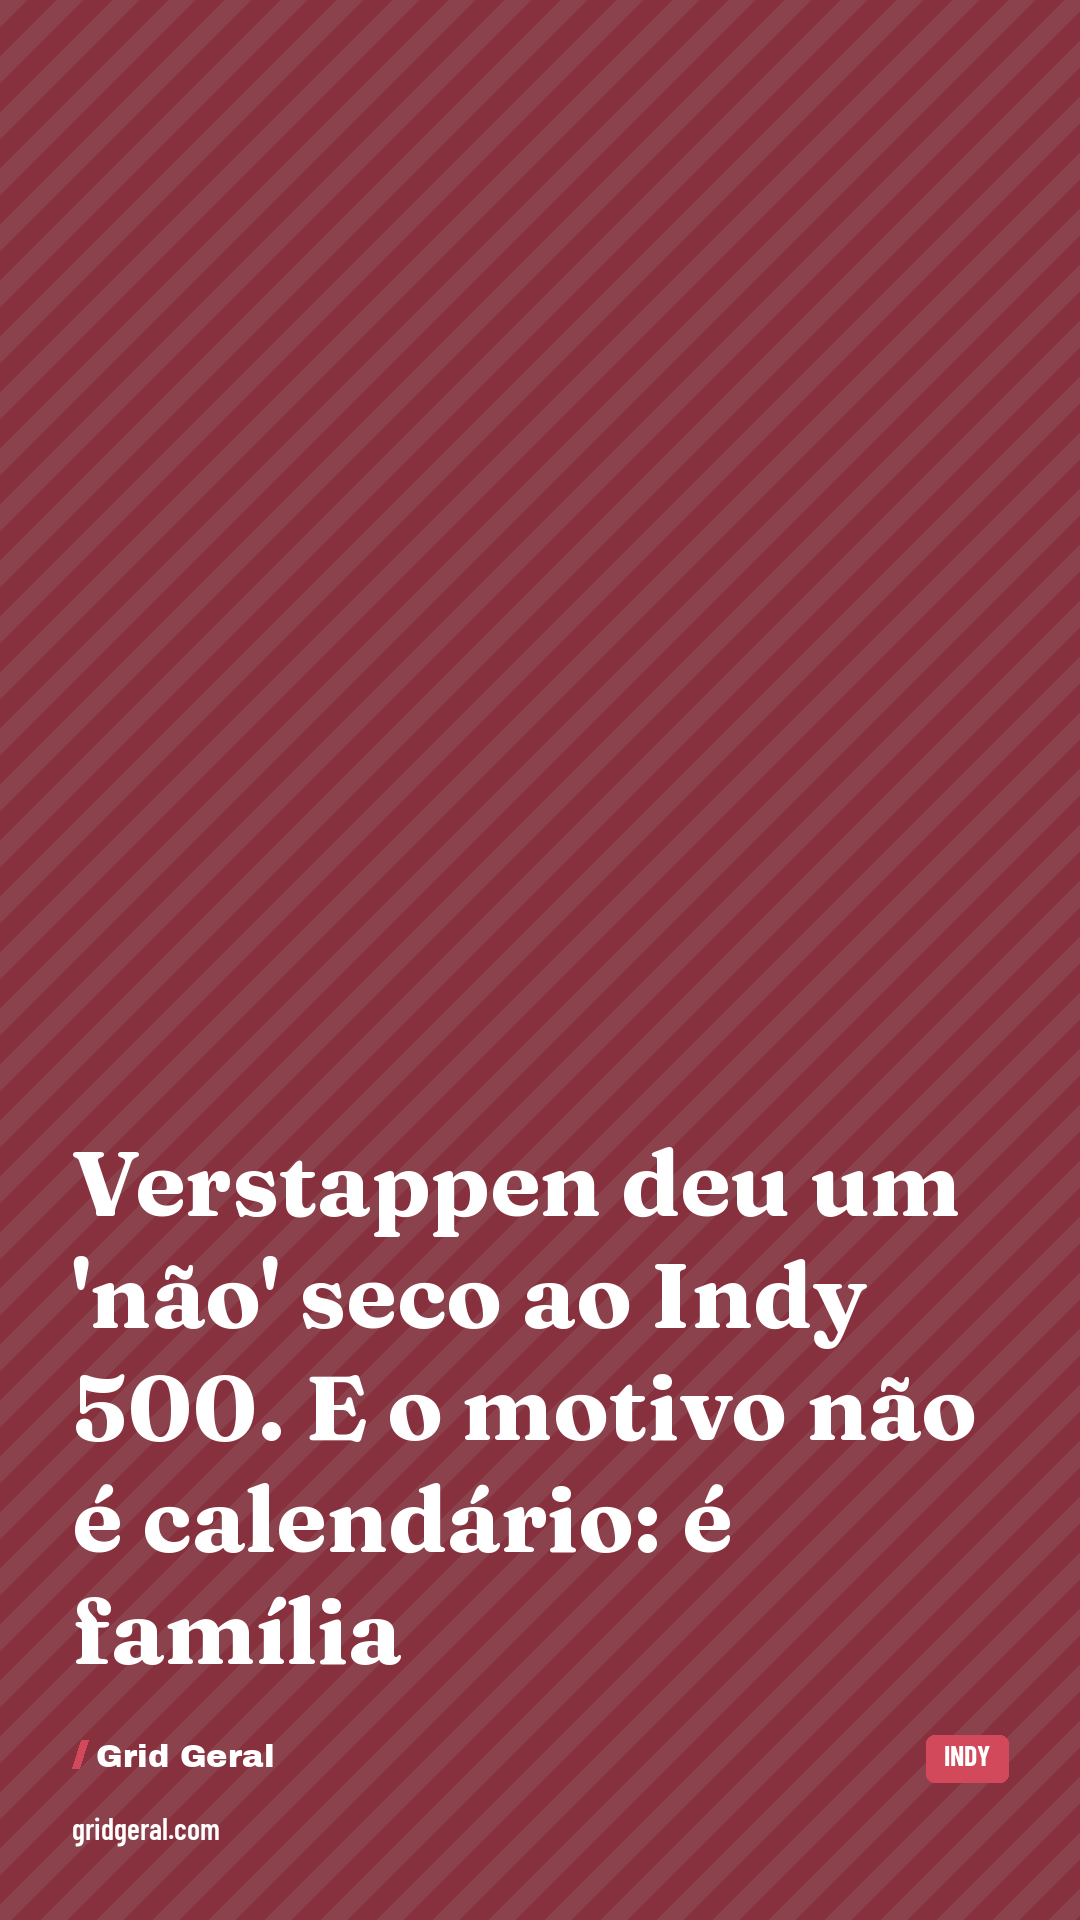 Verstappen deu um
'não' seco ao Indy
500. E o motivo não
é calendário: é
família
/ Grid Geral
INDY
gridgeral.com